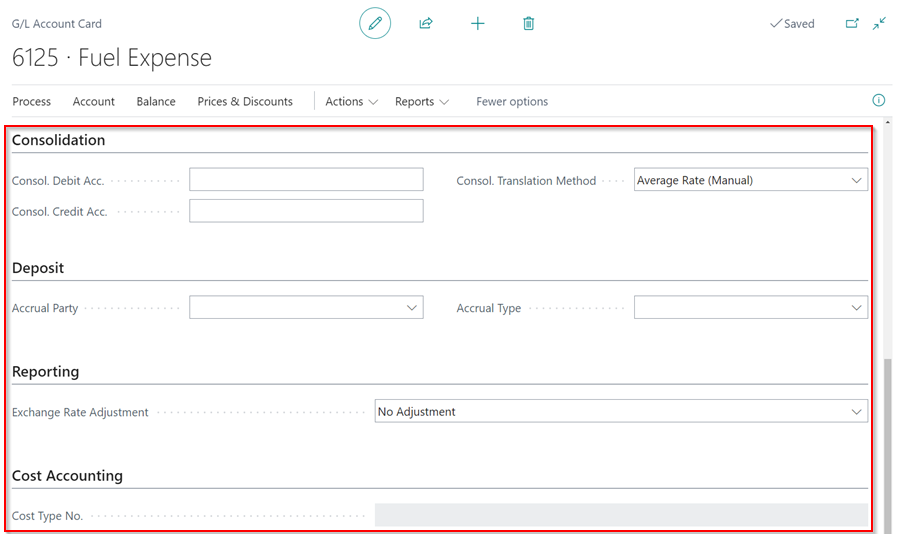 G/L Account Card
Saved
6125 · Fuel Expense
Process Account Balance Prices & Discounts Actions Reports Fewer options
Consolidation
Consol. Debit Acc. Consol. Translation Method Average Rate (Manual)
Consol. Credit Acc.
Deposit
Accrual Party Accrual Type
Reporting
Exchange Rate Adjustment No Adjustment
Cost Accounting
Cost Type No.